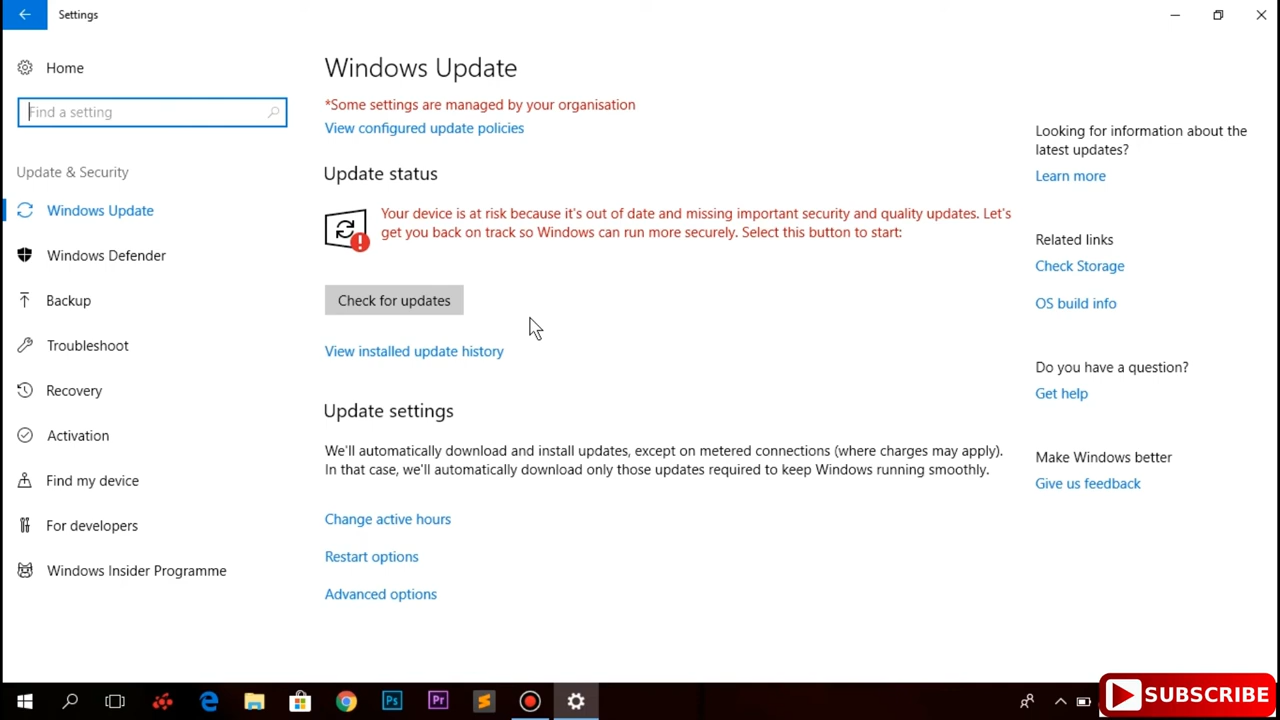 Settings
Home
Find a setting
Update & Security
Windows Update
Windows Defender
Backup
Troubleshoot
Recovery
Activation
Find my device
For developers
Windows Insider Programme
Windows Update
*Some settings are managed by your organisation
View configured update policies
Update status
Your device is at risk because it's out of date and missing important security and quality updates. Let's
get you back on track so Windows can run more securely. Select this button to start:
Check for updates
View installed update history
Update settings
We'll automatically download and install updates, except on metered connections (where charges may apply).
In that case, we'll automatically download only those updates required to keep Windows running smoothly.
Change active hours
Restart options
Advanced options
Looking for information about the
latest updates?
Learn more
Related links
Check Storage
OS build info
Do you have a question?
Get help
Make Windows better
Give us feedback
Ps
Pr
SUBSCRIBE